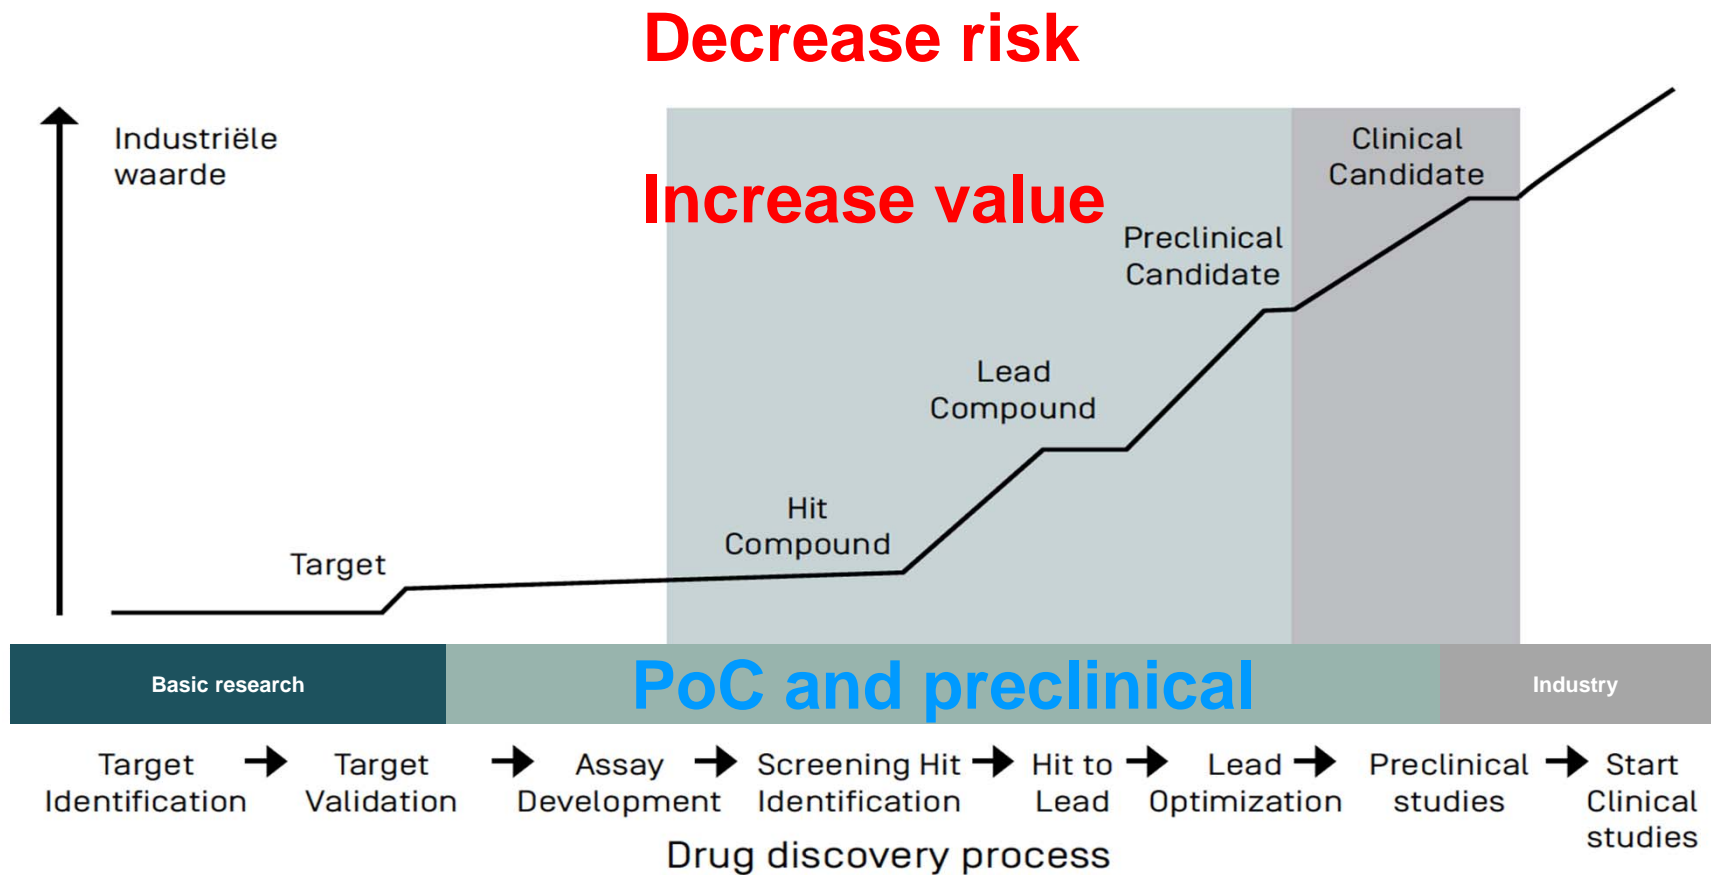 Decrease risk
Industriële
waarde
Increase value
Clinical
Candidate
Preclinical
Candidate
Lead
Compound
Hit
Compound
Target
Basic research
PoC and preclinical
Industry
Target
Identification
Target
Validation
Assay
Development
Screening Hit
Identification
Hit to
Lead
Lead
Optimization
Preclinical
studies
Start
Clinical
studies
Drug discovery process